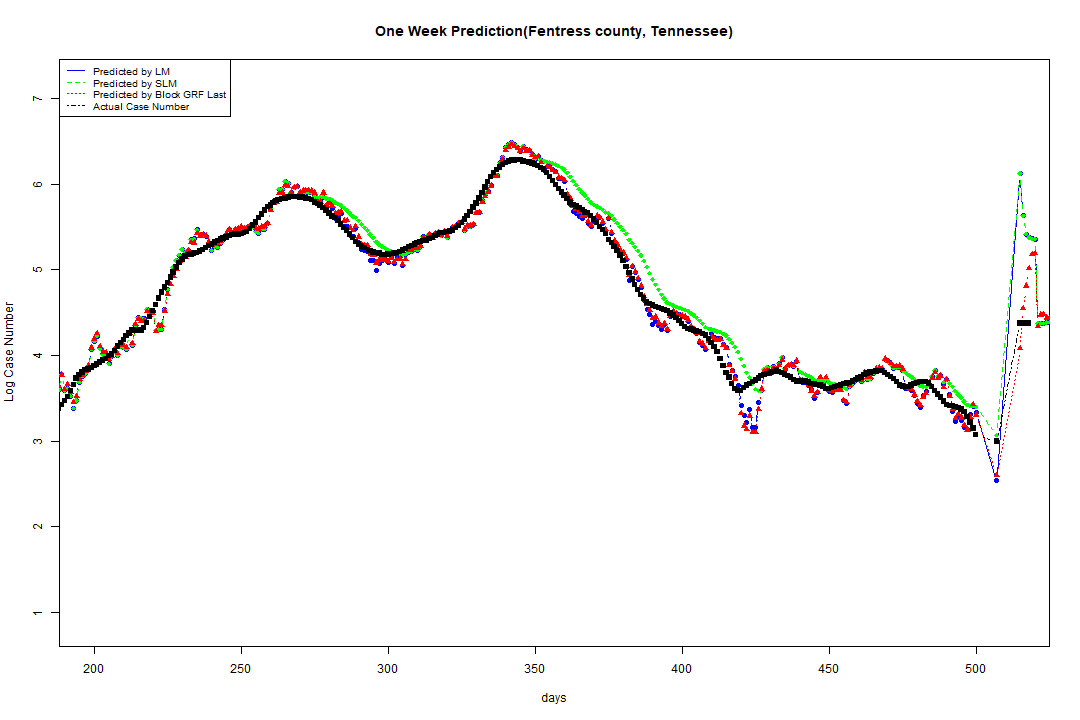 One Week Prediction(Fentress county, Tennessee)
Predicted by LM
Predicted by SLM
Predicted by Block GRF Last
Actual Case Number
Log Case Number
7
6
5
4
3
2
1
200 250 300 350 400 450 500
days